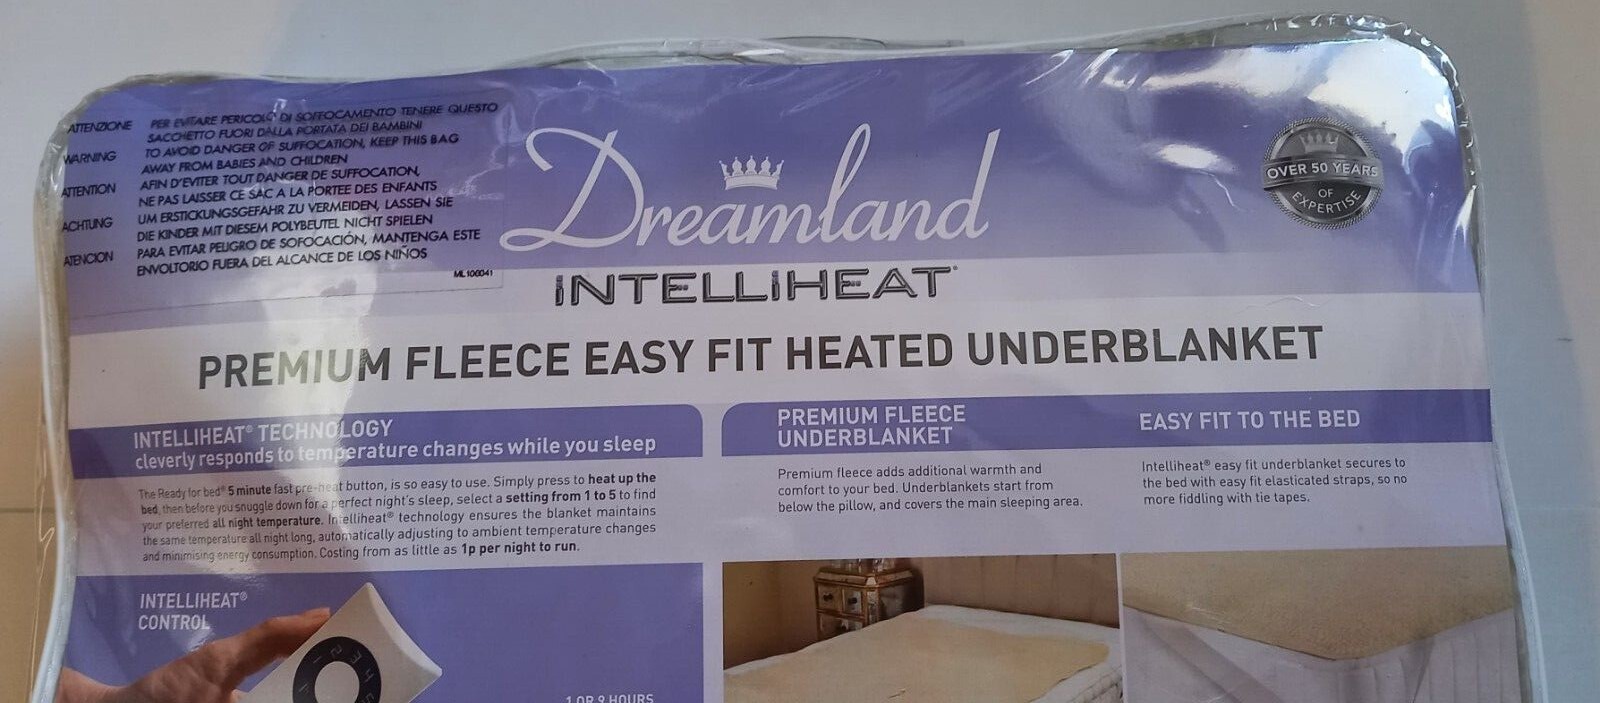 ATTENZIONE PER EVITARE PERICOLO DI SOFFOCAMENTO TENERE QUESTO
SACCHETTO FUORI DALLA PORTATA DEI BAMBINI
WARNING TO AVOID DANGER OF SUFFOCATION, KEEP THIS BAG
AWAY FROM BABIES AND CHILDREN
ATTENTION AFIN D'EVITER TOUT DANGER DE SUFFOCATION,
NE PAS LAISSER CE SAC A LA PORTEE DES ENFANTS
ACHTUNG UM ERSTICKUNGSGEFAHR ZU VERMEIDEN, LASSEN SIE
DIE KINDER MIT DIESEM POLYBEUTEL NICHT SPIELEN
ATENCION PARA EVITAR PELIGRO DE SOFOCACIÓN, MANTENGA ESTE
ENVOLTORIO FUERA DEL ALCANCE DE LOS NIÑOS
ML100041
Dreamland
INTELLIHEAT
OVER 50 YEARS
OF
EXPERTISE
PREMIUM FLEECE EASY FIT HEATED UNDERBLANKET
INTELLIHEAT® TECHNOLOGY
cleverly responds to temperature changes while you sleep
The Ready for bed® 5 minute fast pre-heat button, is so easy to use. Simply press to heat up the
bed, then before you snuggle down for a perfect night's sleep, select a setting from 1 to 5 to find
your preferred all night temperature. Intelliheat® technology ensures the blanket maintains
the same temperature all night long, automatically adjusting to ambient temperature changes
and minimising energy consumption. Costing from as little as 1p per night to run.
PREMIUM FLEECE
UNDERBLANKET
Premium fleece adds additional warmth and
comfort to your bed. Underblankets start from
below the pillow, and covers the main sleeping area.
EASY FIT TO THE BED
Intelliheat® easy fit underblanket secures to
the bed with easy fit elasticated straps, so no
more fiddling with tie tapes.
INTELLIHEAT®
CONTROL
1 OR 9 HOURS